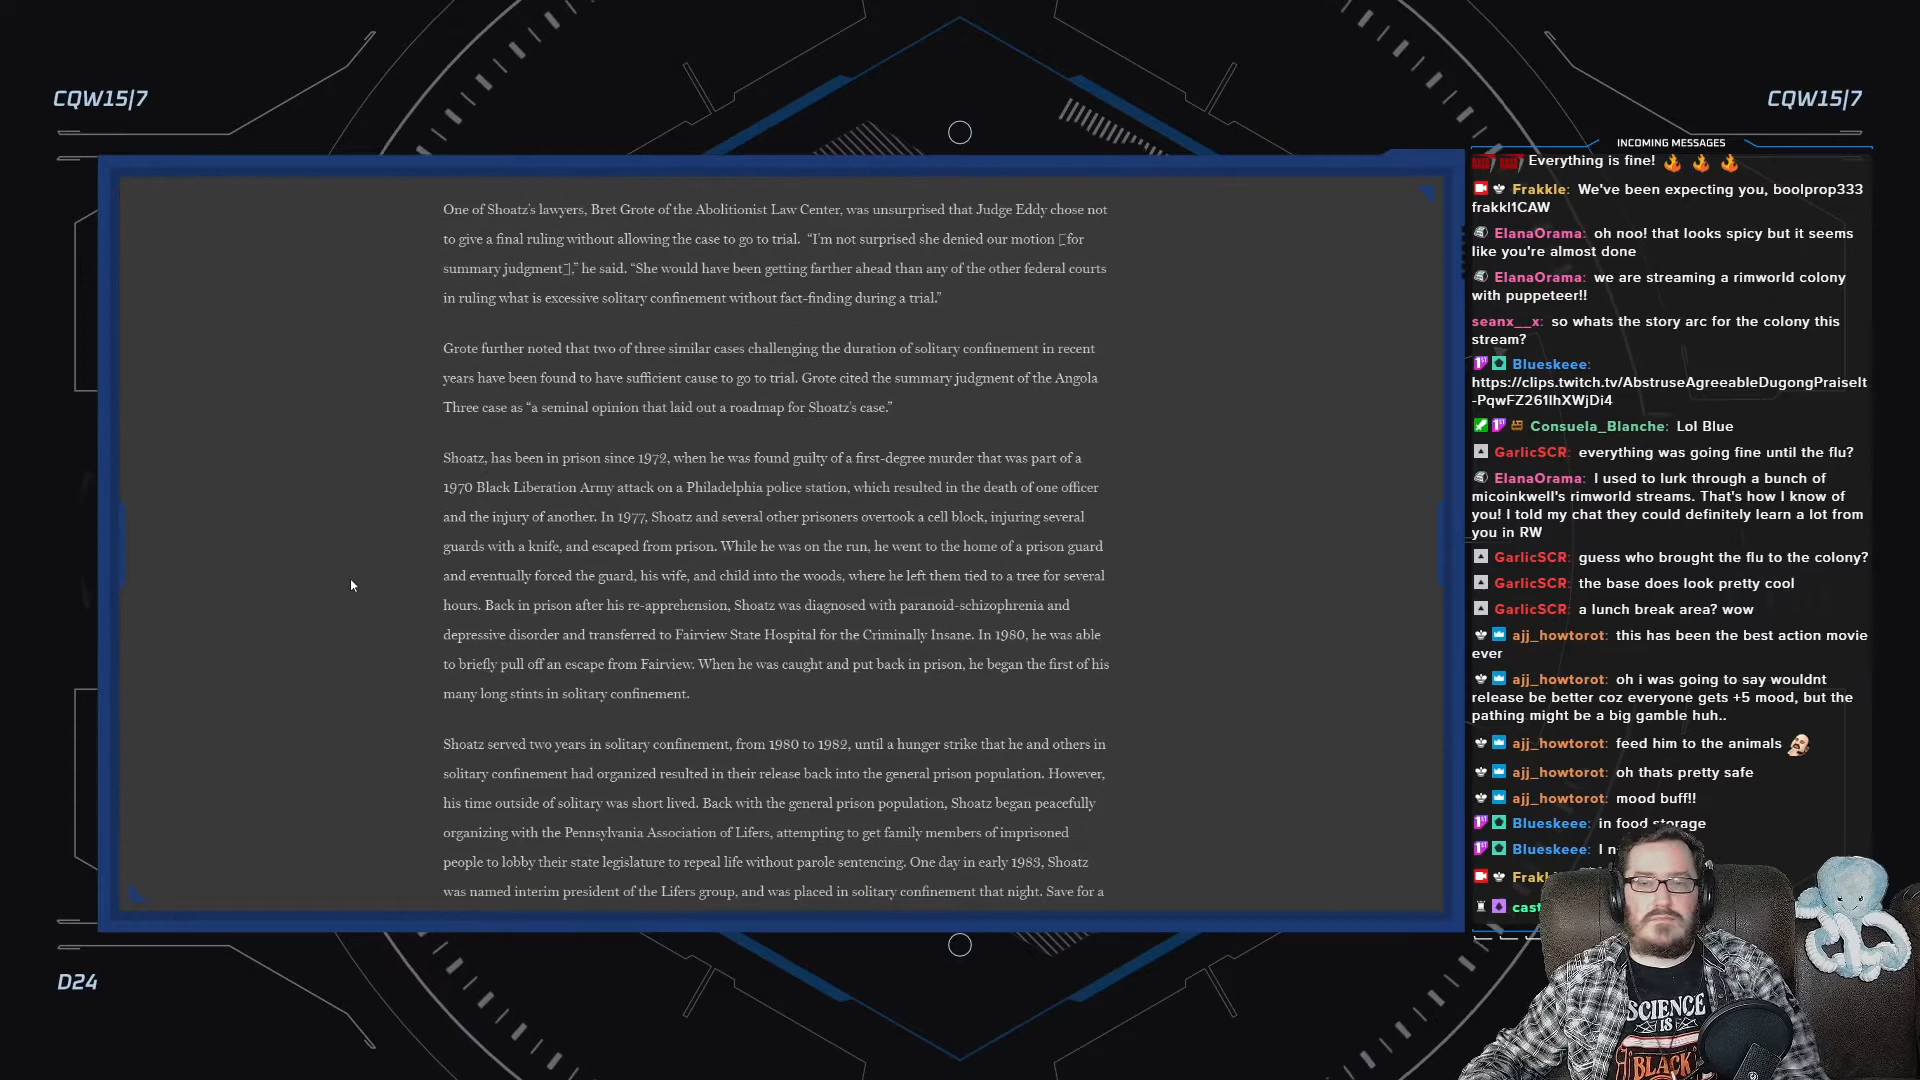 CQW15|7
CQW15|7
One of Shoatz's lawyers, Bret Grote of the Abolitionist Law Center, was unsurprised that Judge Eddy chose not
to give a final ruling without allowing the case to go to trial.  “I'm not surprised she denied our motion [for
summary judgment],” he said. “She would have been getting farther ahead than any of the other federal courts
in ruling what is excessive solitary confinement without fact-finding during a trial.”
Grote further noted that two of three similar cases challenging the duration of solitary confinement in recent
years have been found to have sufficient cause to go to trial. Grote cited the summary judgment of the Angola
Three case as “a seminal opinion that laid out a roadmap for Shoatz's case.”
Shoatz, has been in prison since 1972, when he was found guilty of a first-degree murder that was part of a
1970 Black Liberation Army attack on a Philadelphia police station, which resulted in the death of one officer
and the injury of another. In 1977, Shoatz and several other prisoners overtook a cell block, injuring several
guards with a knife, and escaped from prison. While he was on the run, he went to the home of a prison guard
and eventually forced the guard, his wife, and child into the woods, where he left them tied to a tree for several
hours. Back in prison after his re-apprehension, Shoatz was diagnosed with paranoid-schizophrenia and
depressive disorder and transferred to Fairview State Hospital for the Criminally Insane. In 1980, he was able
to briefly pull off an escape from Fairview. When he was caught and put back in prison, he began the first of his
many long stints in solitary confinement.
Shoatz served two years in solitary confinement, from 1980 to 1982, until a hunger strike that he and others in
solitary confinement had organized resulted in their release back into the general prison population. However,
his time outside of solitary was short lived. Back with the general prison population, Shoatz began peacefully
organizing with the Pennsylvania Association of Lifers, attempting to get family members of imprisoned
people to lobby their state legislature to repeal life without parole sentencing. One day in early 1983, Shoatz
was named interim president of the Lifers group, and was placed in solitary confinement that night. Save for a
INCOMING MESSAGES
Everything is fine!
Frakkle: We've been expecting you, boolprop333
frakkl1CAW
ElanaOrama: oh noo! that looks spicy but it seems
like you're almost done
ElanaOrama: we are streaming a rimworld colony
with puppeteer!!
seanx__x: so whats the story arc for the colony this
stream?
Blueskeee:
https://clips.twitch.tv/AbstruseAgreeableDugongPraiseIt
-PqwFZ261lhXWjDi4
Consuela_Blanche: Lol Blue
GarlicSCR: everything was going fine until the flu?
ElanaOrama: I used to lurk through a bunch of
micoinkwell's rimworld streams. That's how I know of
you! I told my chat they could definitely learn a lot from
you in RW
GarlicSCR: guess who brought the flu to the colony?
GarlicSCR: the base does look pretty cool
GarlicSCR: a lunch break area? wow
ajj_howtorot: this has been the best action movie
ever
ajj_howtorot: oh i was going to say wouldnt
release be better coz everyone gets +5 mood, but the
pathing might be a big gamble huh..
ajj_howtorot: feed him to the animals
ajj_howtorot: oh thats pretty safe
ajj_howtorot: mood buff!!
Blueskeee: in food storage
Blueskeee: I
D24
SCIENCE
IS
BLACK